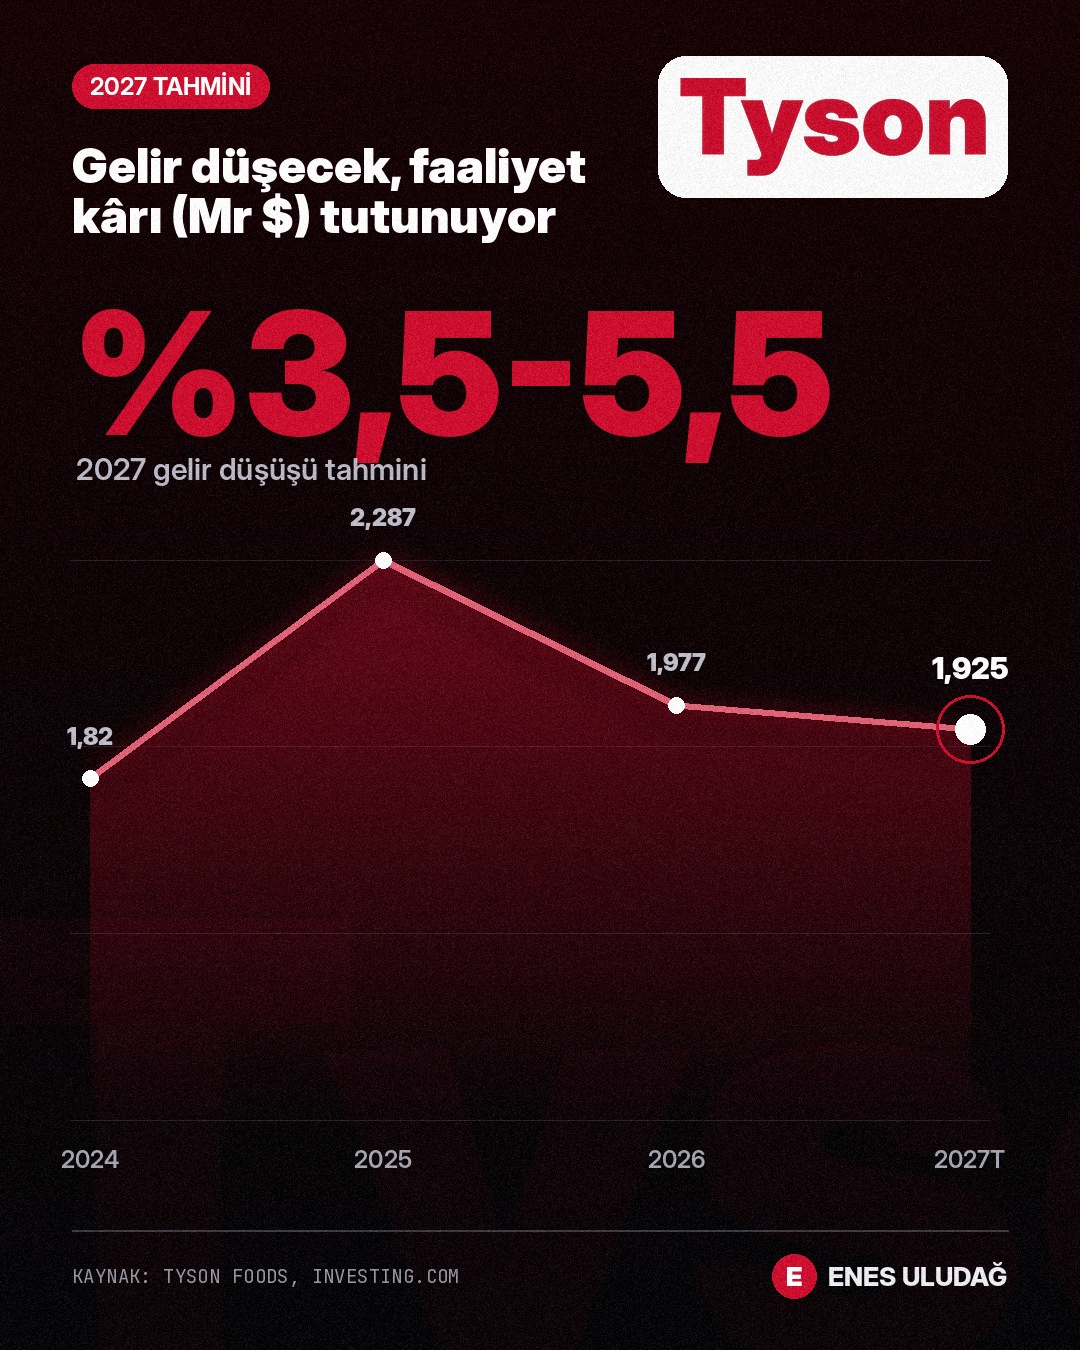 2027 TAHMİNİ
Tyson
Gelir düşecek, faaliyet
kârı (Mr $) tutunuyor
%3,5-5,5
2027 gelir düşüşü tahmini
2,287
1,977
1,925
1,82
2024 2025 2026 2027T
KAYNAK: TYSON FOODS, INVESTING.COM
E ENES ULUDAĞ